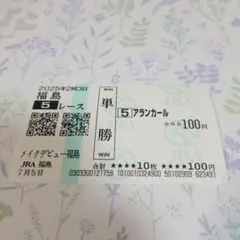 2025年2回3日
福島
5 レース
メイクデビュー福島
JRA 福島
7月5日
単勝
WIN
5 アランカール
☆☆☆100円
合計 ★★★★10枚 ★★★★100円